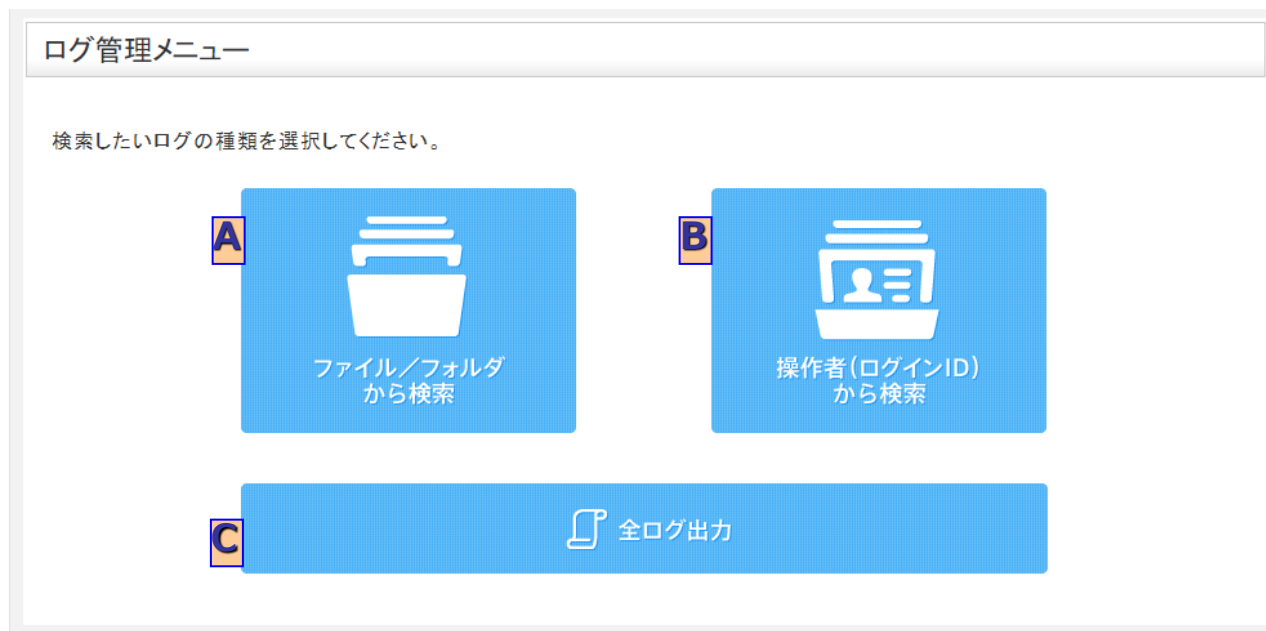 ログ管理メニュー
検索したいログの種類を選択してください。
A
B
ファイル／フォルダ
から検索
操作者(ログインID)
から検索
C
全ログ出力